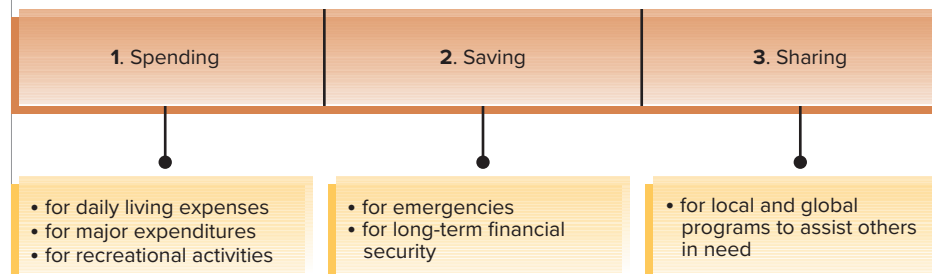 1. Spending
2. Saving
3. Sharing
• for daily living expenses
• for major expenditures
• for recreational activities
• for emergencies
• for long-term financial
security
• for local and global
programs to assist others
in need